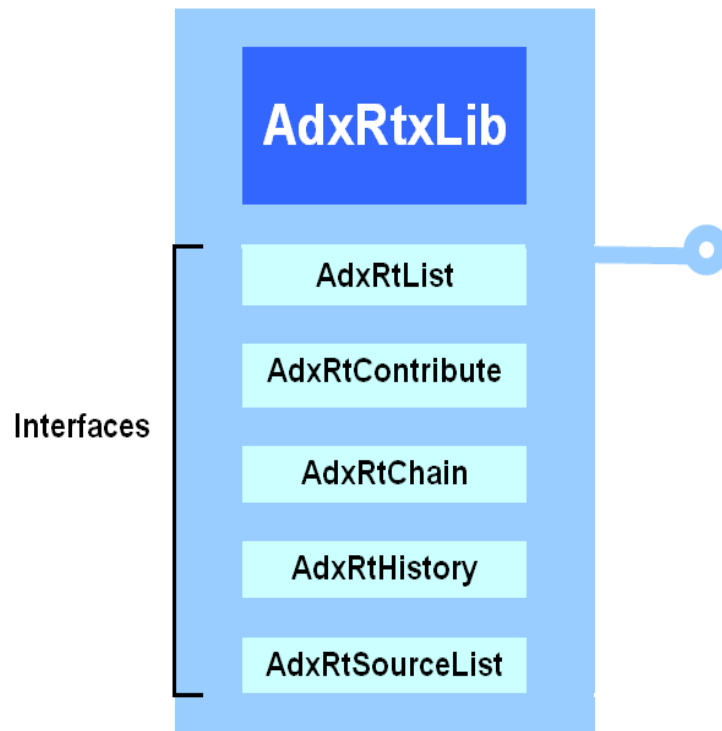 AdxRtxLib
AdxRtList
AdxRtContribute
Interfaces
AdxRtChain
AdxRtHistory
AdxRtSourceList